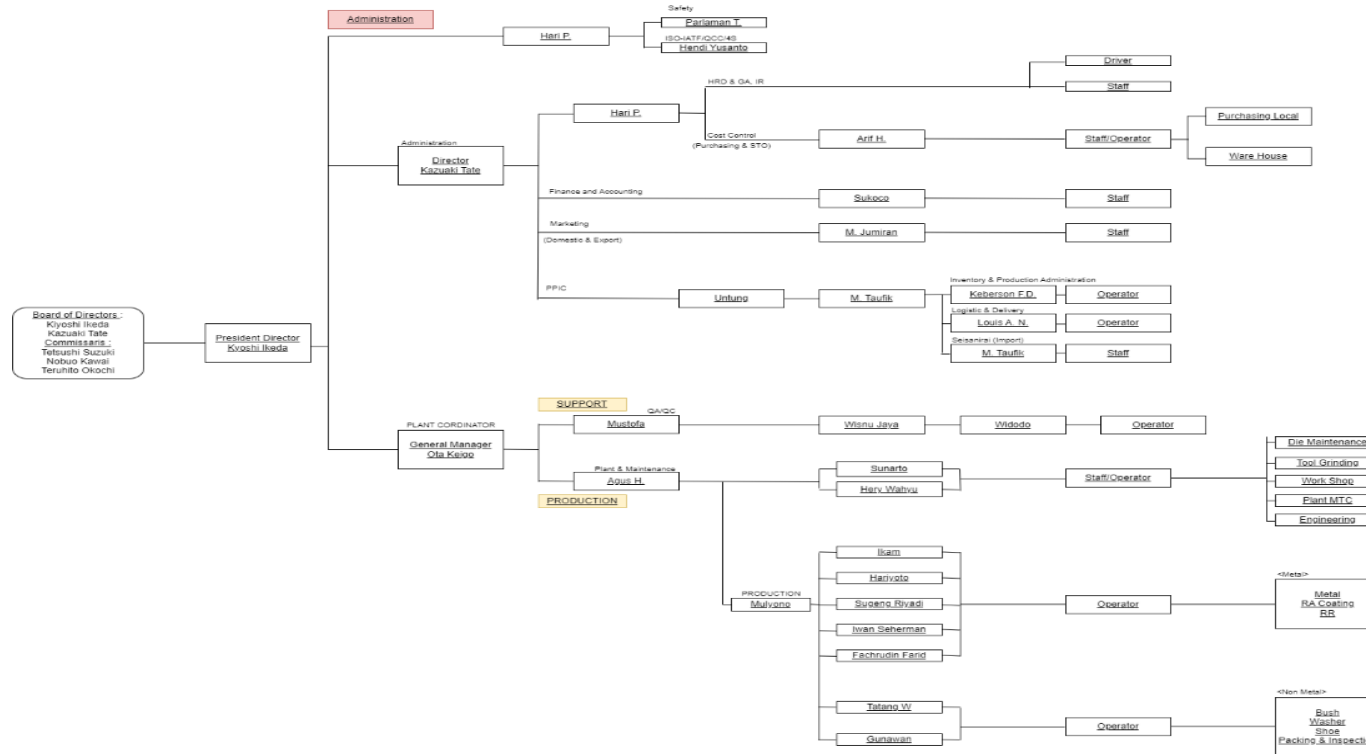 Administration
Safety
Parlaman T.
Hari P.
ISO-IATF/QCC/4S
Hendi Yusanto
HRD & GA, IR
Driver
Staff
Hari P.
Cost Control
(Purchasing & STO)
Arif H.
Staff/Operator
Purchasing Local
Ware House
Administration
Director
Kazuaki Tate
Finance and Accounting
Sukoco
Staff
Marketing
(Domestic & Export)
M. Jumiran
Staff
PPIC
Untung
M. Taufik
Inventory & Production Administration
Keberson F.D.
Operator
Logistic & Delivery
Louis A. N.
Operator
Seisanirai (Import)
M. Taufik
Staff
Board of Directors :
Kiyoshi Ikeda
Kazuaki Tate
Commissaris :
Tetsushi Suzuki
Nobuo Kawai
Teruhito Okochi
President Director
Kyoshi Ikeda
SUPPORT
PLANT CORDINATOR
General Manager
Ota Keigo
QA/QC
Mustofa
Wisnu Jaya
Widodo
Operator
Plant & Maintenance
Agus H.
PRODUCTION
Sunarto
Hery Wahyu
Staff/Operator
Die Maintenance
Tool Grinding
Work Shop
Plant MTC
Engineering
PRODUCTION
Mulyono
Ikam
Hariyoto
Sugeng Riyadi
Iwan Seherman
Fachrudin Farid
Operator
<Metal>
Metal
RA Coating
RR
Tatang W
Gunawan
Operator
<Non Metal>
Bush
Washer
Shoe
Packing & Inspecti